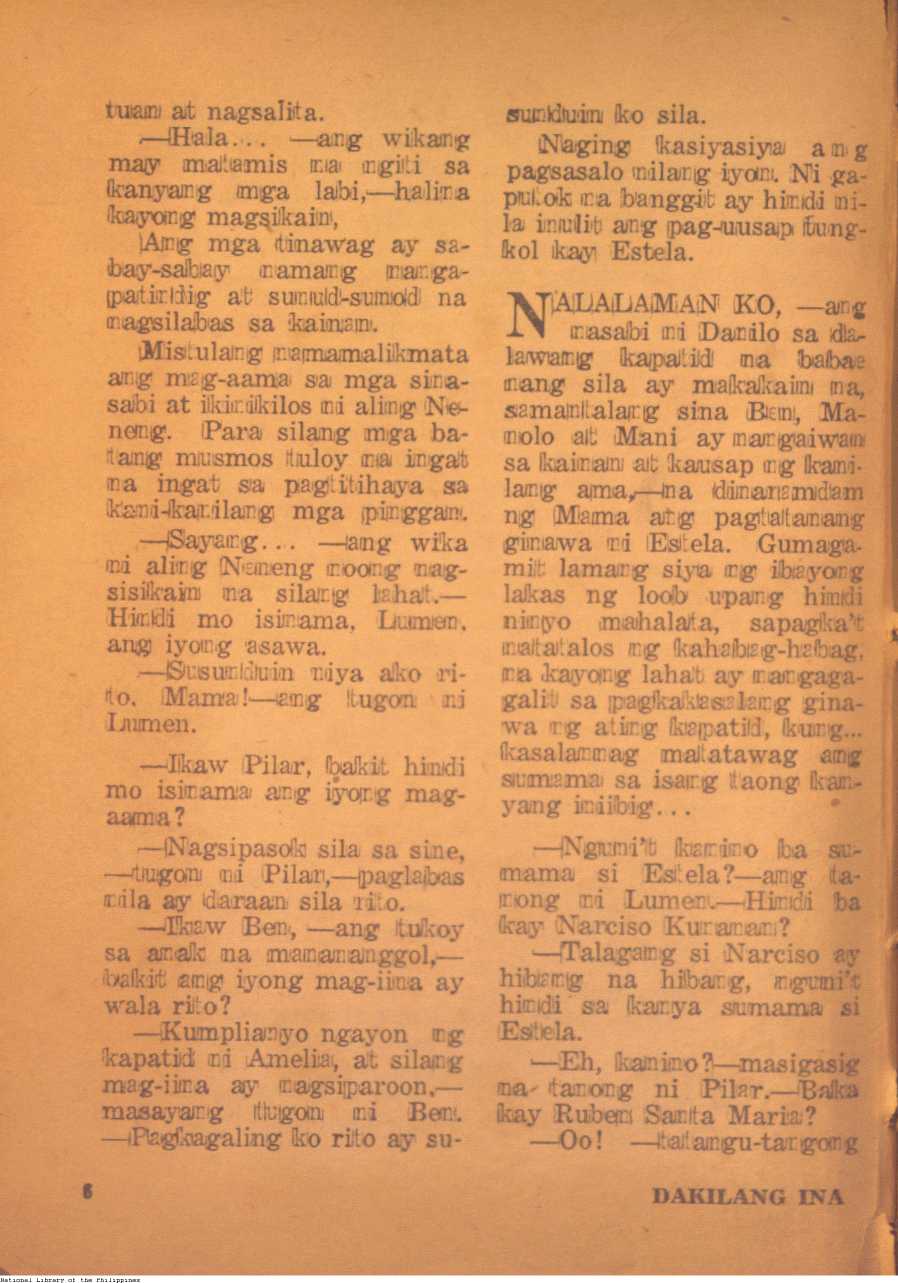 tuan at nagsalita.
—Hala... —ang wikang
may matamis na ngiti sa
kanyang mga labi,—halina
kayong magsikain,
Ang mga tinawag ay sa-
bay-sabay namang nanga-
patindig at sunud-sunod na
nagsilabas sa kainan.
Mistulang namamalikmata
ang mag-aama sa mga sina-
sabi at ikinikilos ni aling Ne-
neng. Para silang mga ba-
tang musmos tuloy na ingat
na ingat sa pagtitihaya sa
kani-kanilang mga pinggan.
—Sayang... —ang wika
ni aling Neneng noong nag-
sisikain na silang lahat.—
Hindi mo isinama, Lumen,
ang iyong asawa.
—Susunduin niya ako ri-
to, Mama!—ang tugon ni
Lumen.
—Ikaw Pilar, bakit hindi
mo isinama ang iyong mag-
aama?
—Nagsipasok sila sa sine,
—tugon ni Pilar,—paglabas
nila ay daraan sila rito.
—Ikaw Ben, —ang tukoy
sa anak na manananggol,—
bakit ang iyong mag-iina ay
wala rito?
—Kumplianyo ngayon ng
kapatid ni Amelia, at silang
mag-iina ay nagsiparoon,—
masayang tugon ni Ben.
—Pagkagaling ko rito ay su-
sunduin ko sila.
Naging kasiyasiya ang
pagsasalo nilang iyon. Ni ga-
putok na banggit ay hindi ni-
la inulit ang pag-uusap tung-
kol kay Estela.
NALALAMAN KO, —ang
nasabi ni Danilo sa da-
lawang kapatid na babae
nang sila ay makakain na,
samantalang sina Ben, Ma-
nolo at Mani ay nangaiwan
sa kainan at kausap ng kani-
lang ama,—na dinaramdam
ng Mama ang pagtatanang
ginawa ni Estela. Gumaga-
mit lamang siya ng ibayong
lakas ng loob upang hindi
ninyo mahalata, sapagka't
natatalos ng kahabag-habag,
na kayong lahat ay nangaga-
galit sa pagkakasalang gina-
wa ng ating kapatid, kung...
kasalannag matatawag ang
sumama sa isang taong kan-
yang iniibig...
—Nguni't kanino ba su-
mama si Estela?—ang ta-
nong ni Lumen.—Hindi ba
kay Narciso Kunanan?
—Talagang si Narciso ay
hibang na hibang, nguni't
hindi sa kanya sumama si
Estela.
—Eh, kanino?—masigasig
na tanong ni Pilar.—Baka
kay Ruben Santa Maria?
—Oo! —tatangu-tangong
6
DAKILANG INA
National Library of the Philippines